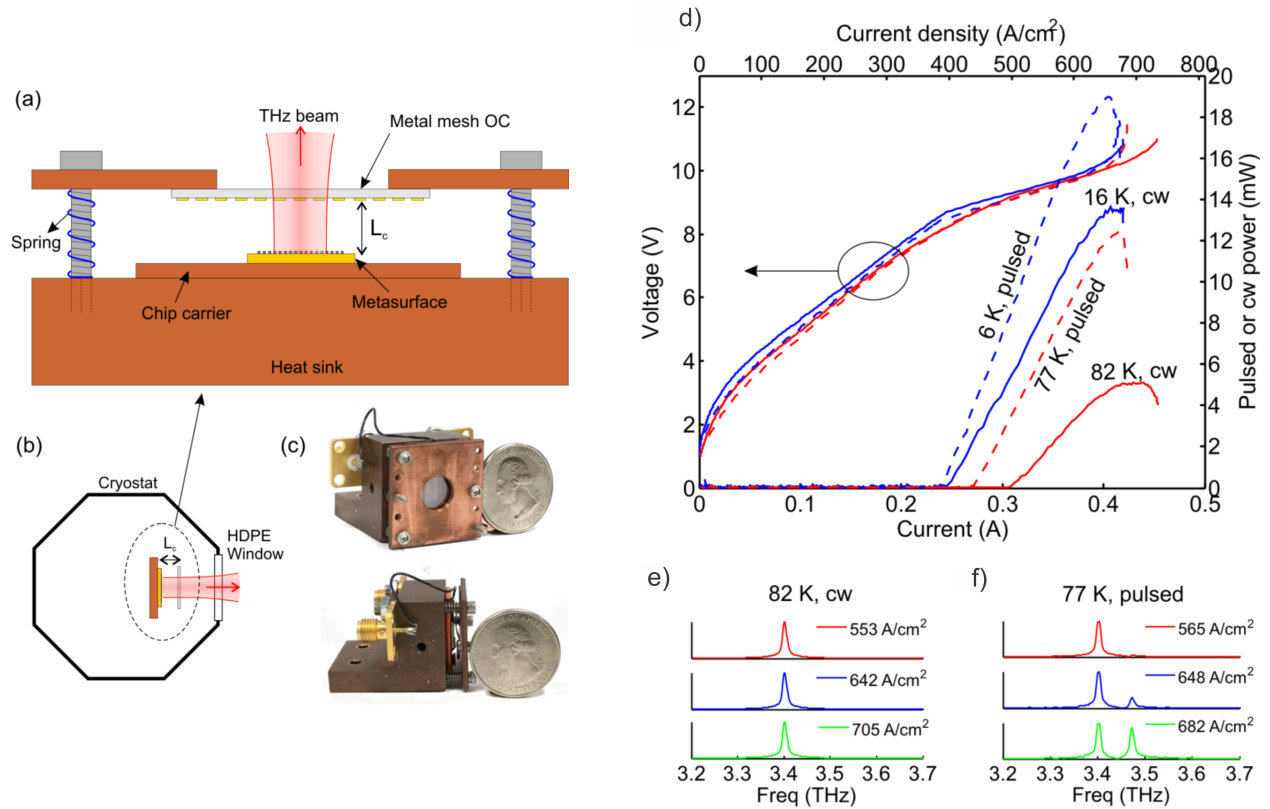 (a)
THz beam
Metal mesh OC
Spring
L_c
Chip carrier
Metasurface
Heat sink
(b)
Cryostat
L_c
HDPE
Window
(c)
d)
Current density (A/cm²)
0 100 200 300 400 500 600 700 800
Voltage (V)
12
10
8
6
4
2
0
20
18
16
14
12
10
8
6
4
2
0
Pulsed or cw power (mW)
6 K, pulsed
16 K, cw
77 K, pulsed
82 K, cw
0 0.1 0.2 0.3 0.4 0.5
Current (A)
e)
82 K, cw
553 A/cm²
642 A/cm²
705 A/cm²
3.2 3.3 3.4 3.5 3.6 3.7
Freq (THz)
f)
77 K, pulsed
565 A/cm²
648 A/cm²
682 A/cm²
3.2 3.3 3.4 3.5 3.6 3.7
Freq (THz)